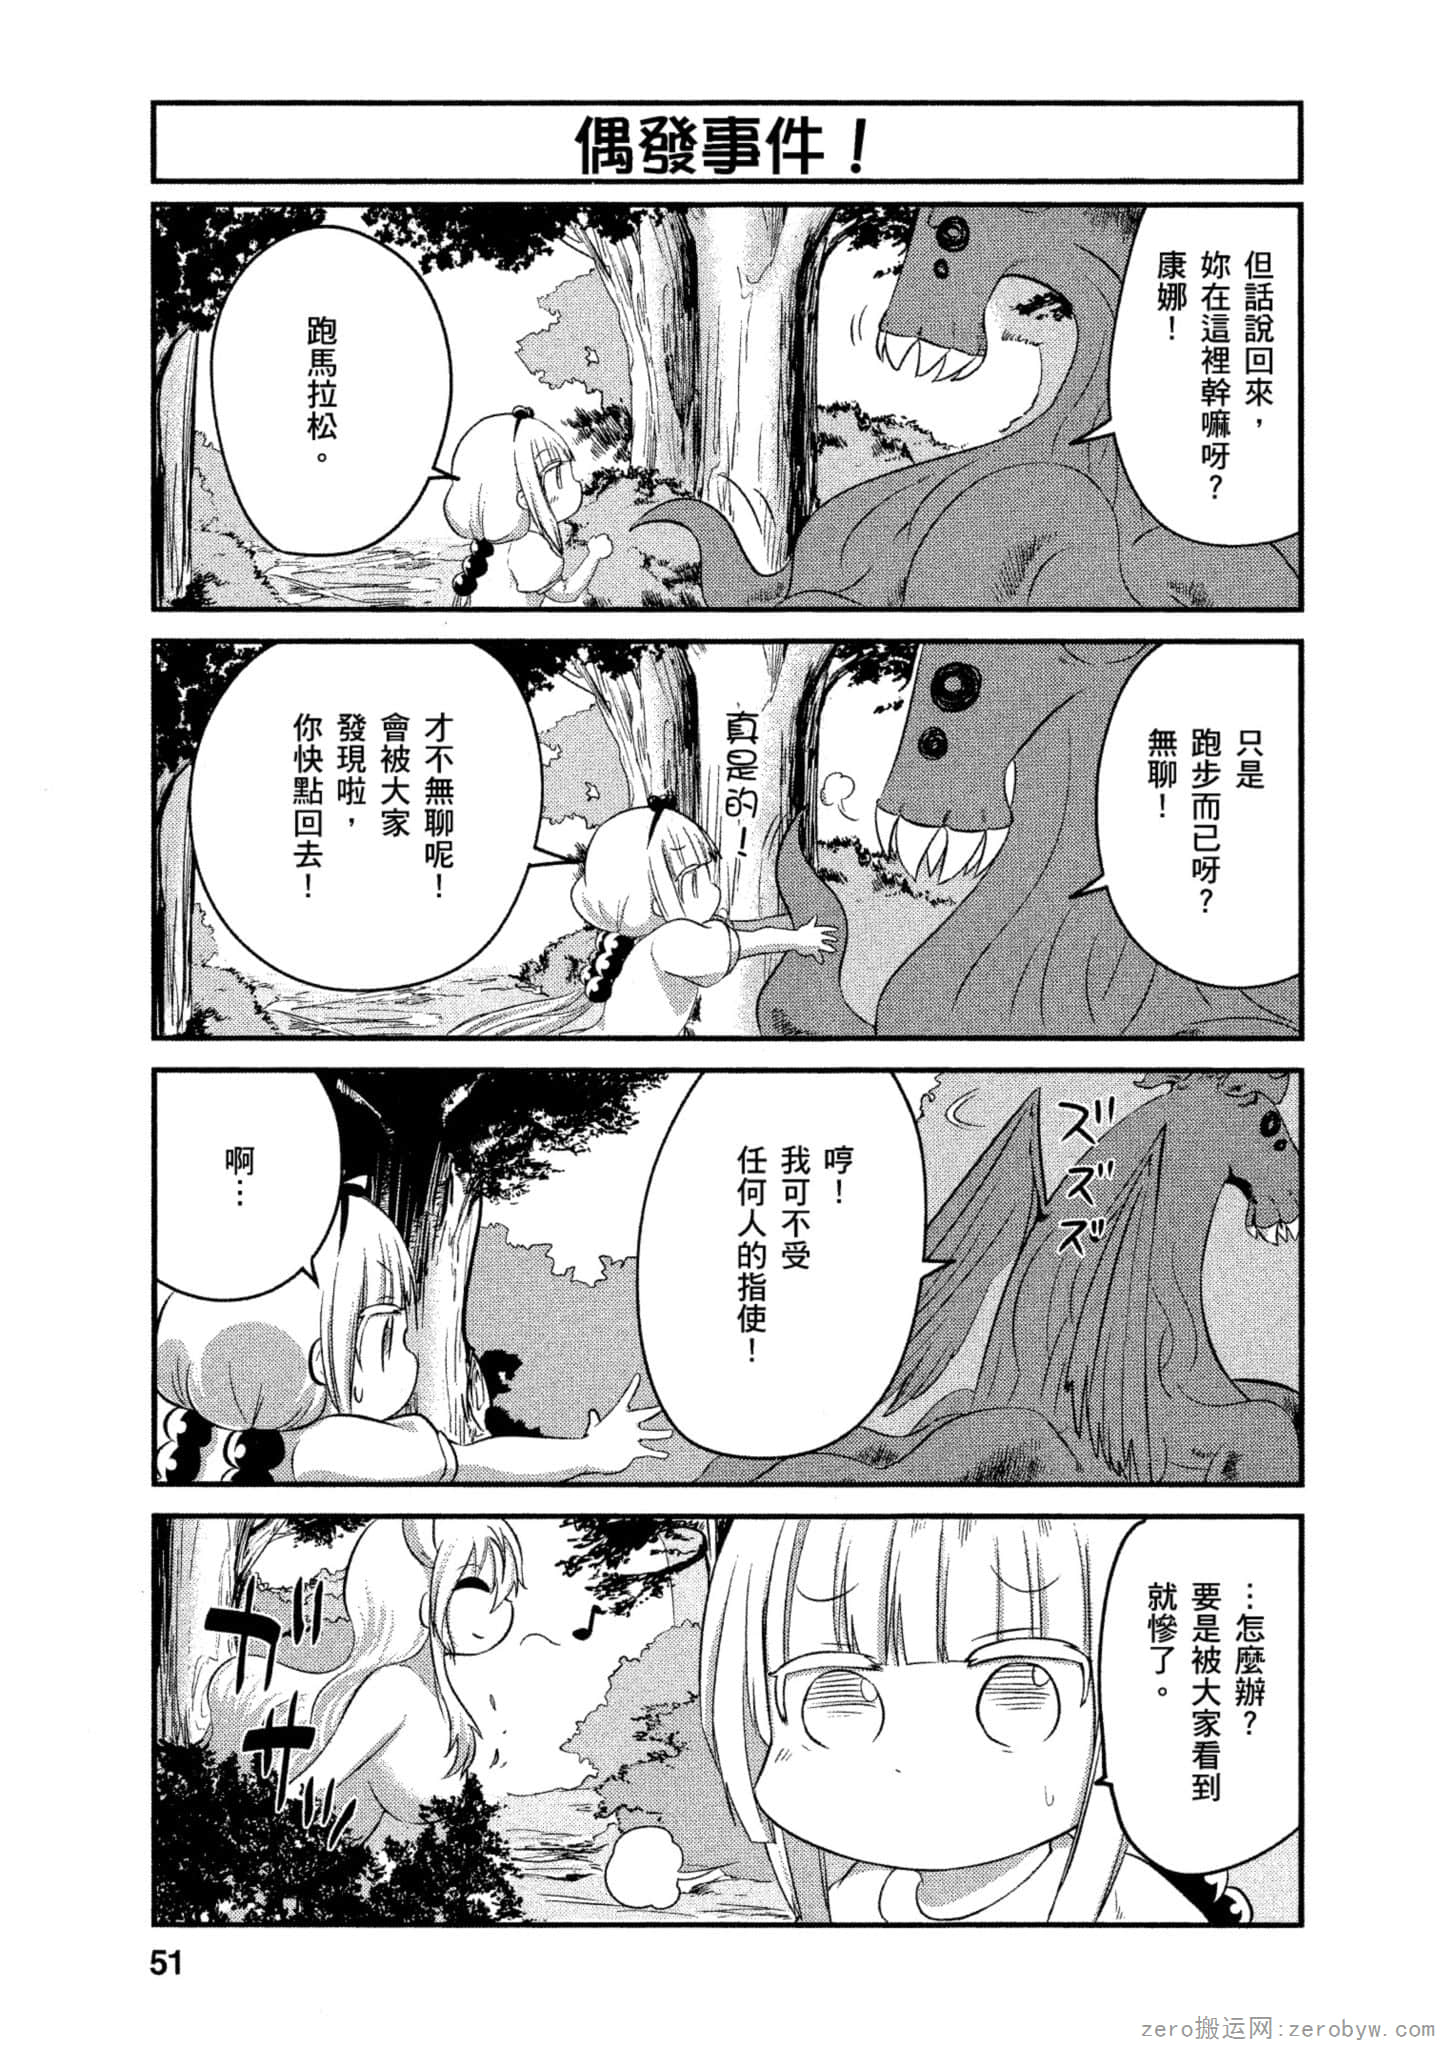 偶發事件！
但話說回來，
妳在這裡幹嘛呀？
康娜！
跑馬拉松。
只是
跑步而已呀？
無聊！
真是的！
才不無聊呢！
會被大家
發現啦，
你快點回去！
ズ
ズ
ズ
哼！
我可不受
任何人的指使！
啊…
…怎麼辦？
要是被大家看到
就慘了。
ガ
サ
51
zero搬运网:zerobyw.com